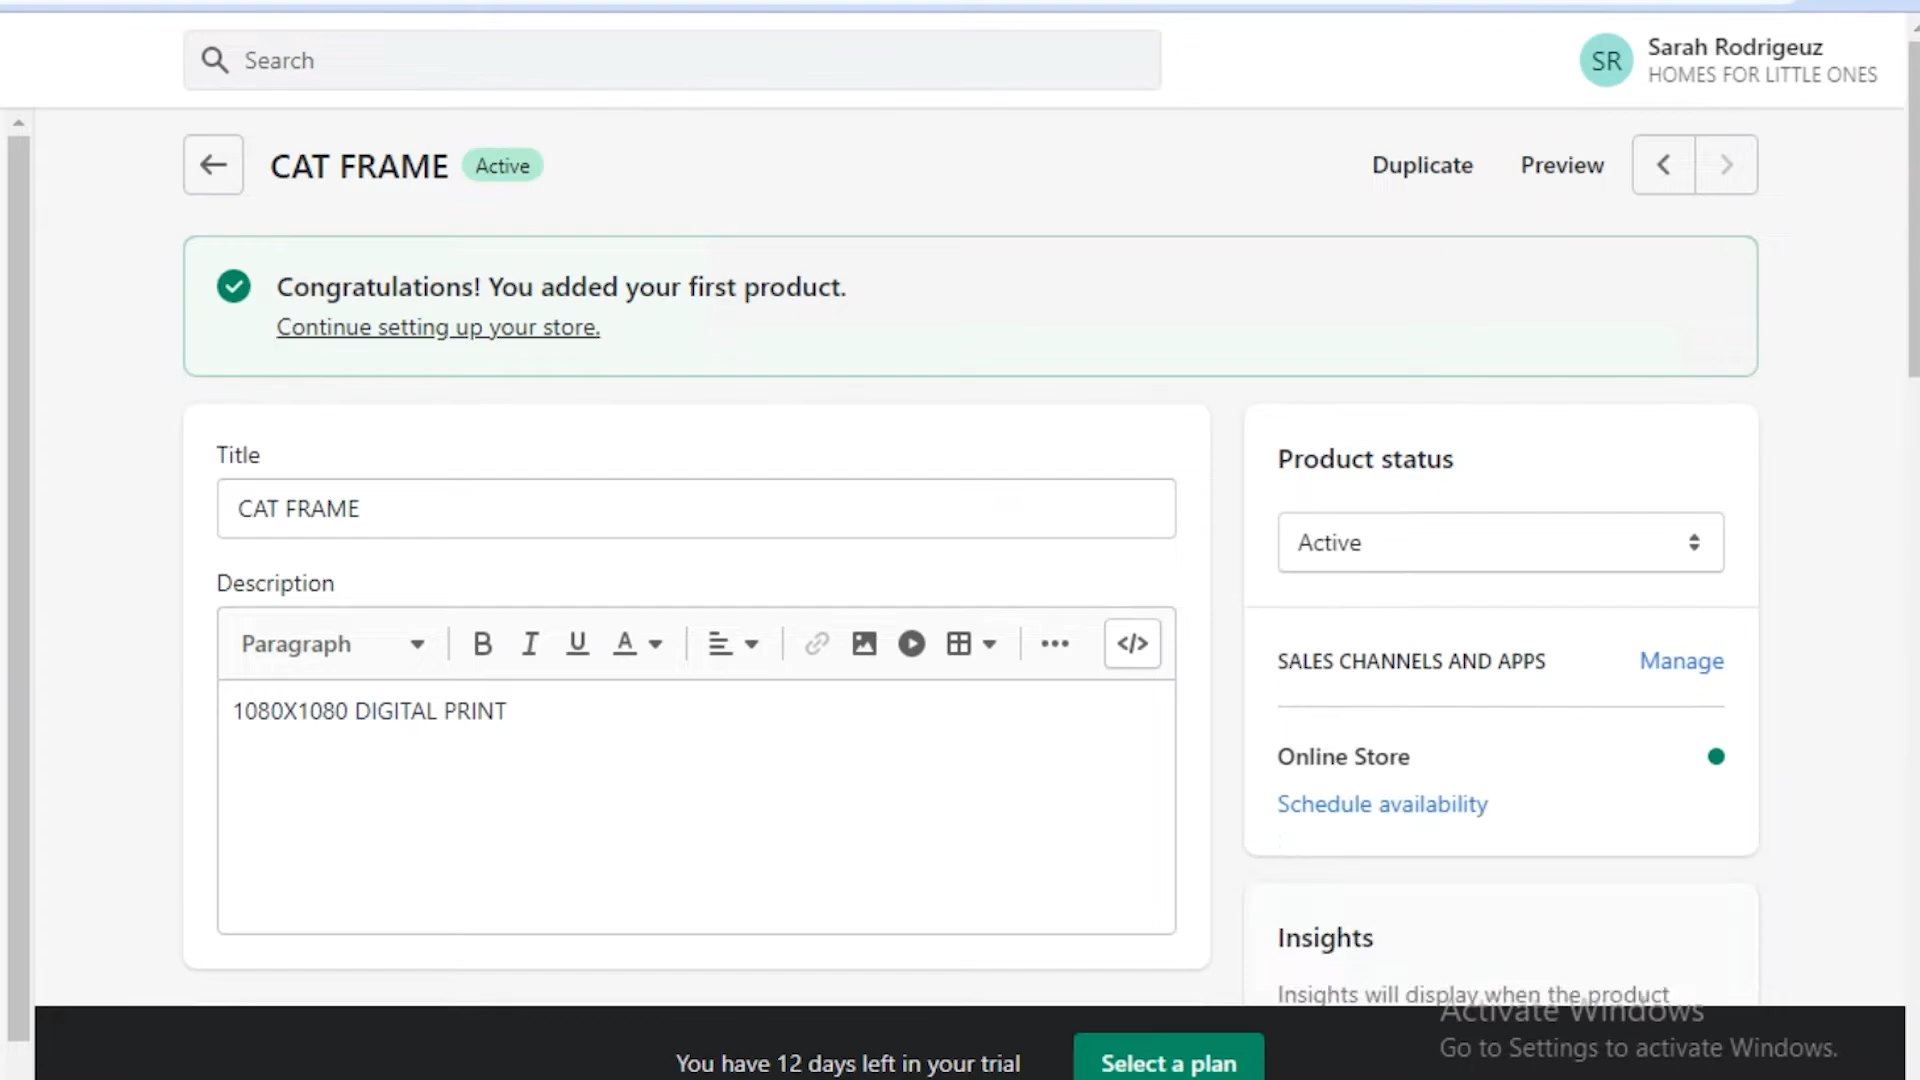 Search
SR
Sarah Rodrigeuz
HOMES FOR LITTLE ONES
CAT FRAME
Active
Duplicate
Preview
Congratulations! You added your first product.
Continue setting up your store.
Title
CAT FRAME
Description
Paragraph
B I U A
1080X1080 DIGITAL PRINT
Product status
Active
SALES CHANNELS AND APPS
Manage
Online Store
Schedule availability
Insights
Insights will display when the product
Activate Windows
Go to Settings to activate Windows.
You have 12 days left in your trial
Select a plan